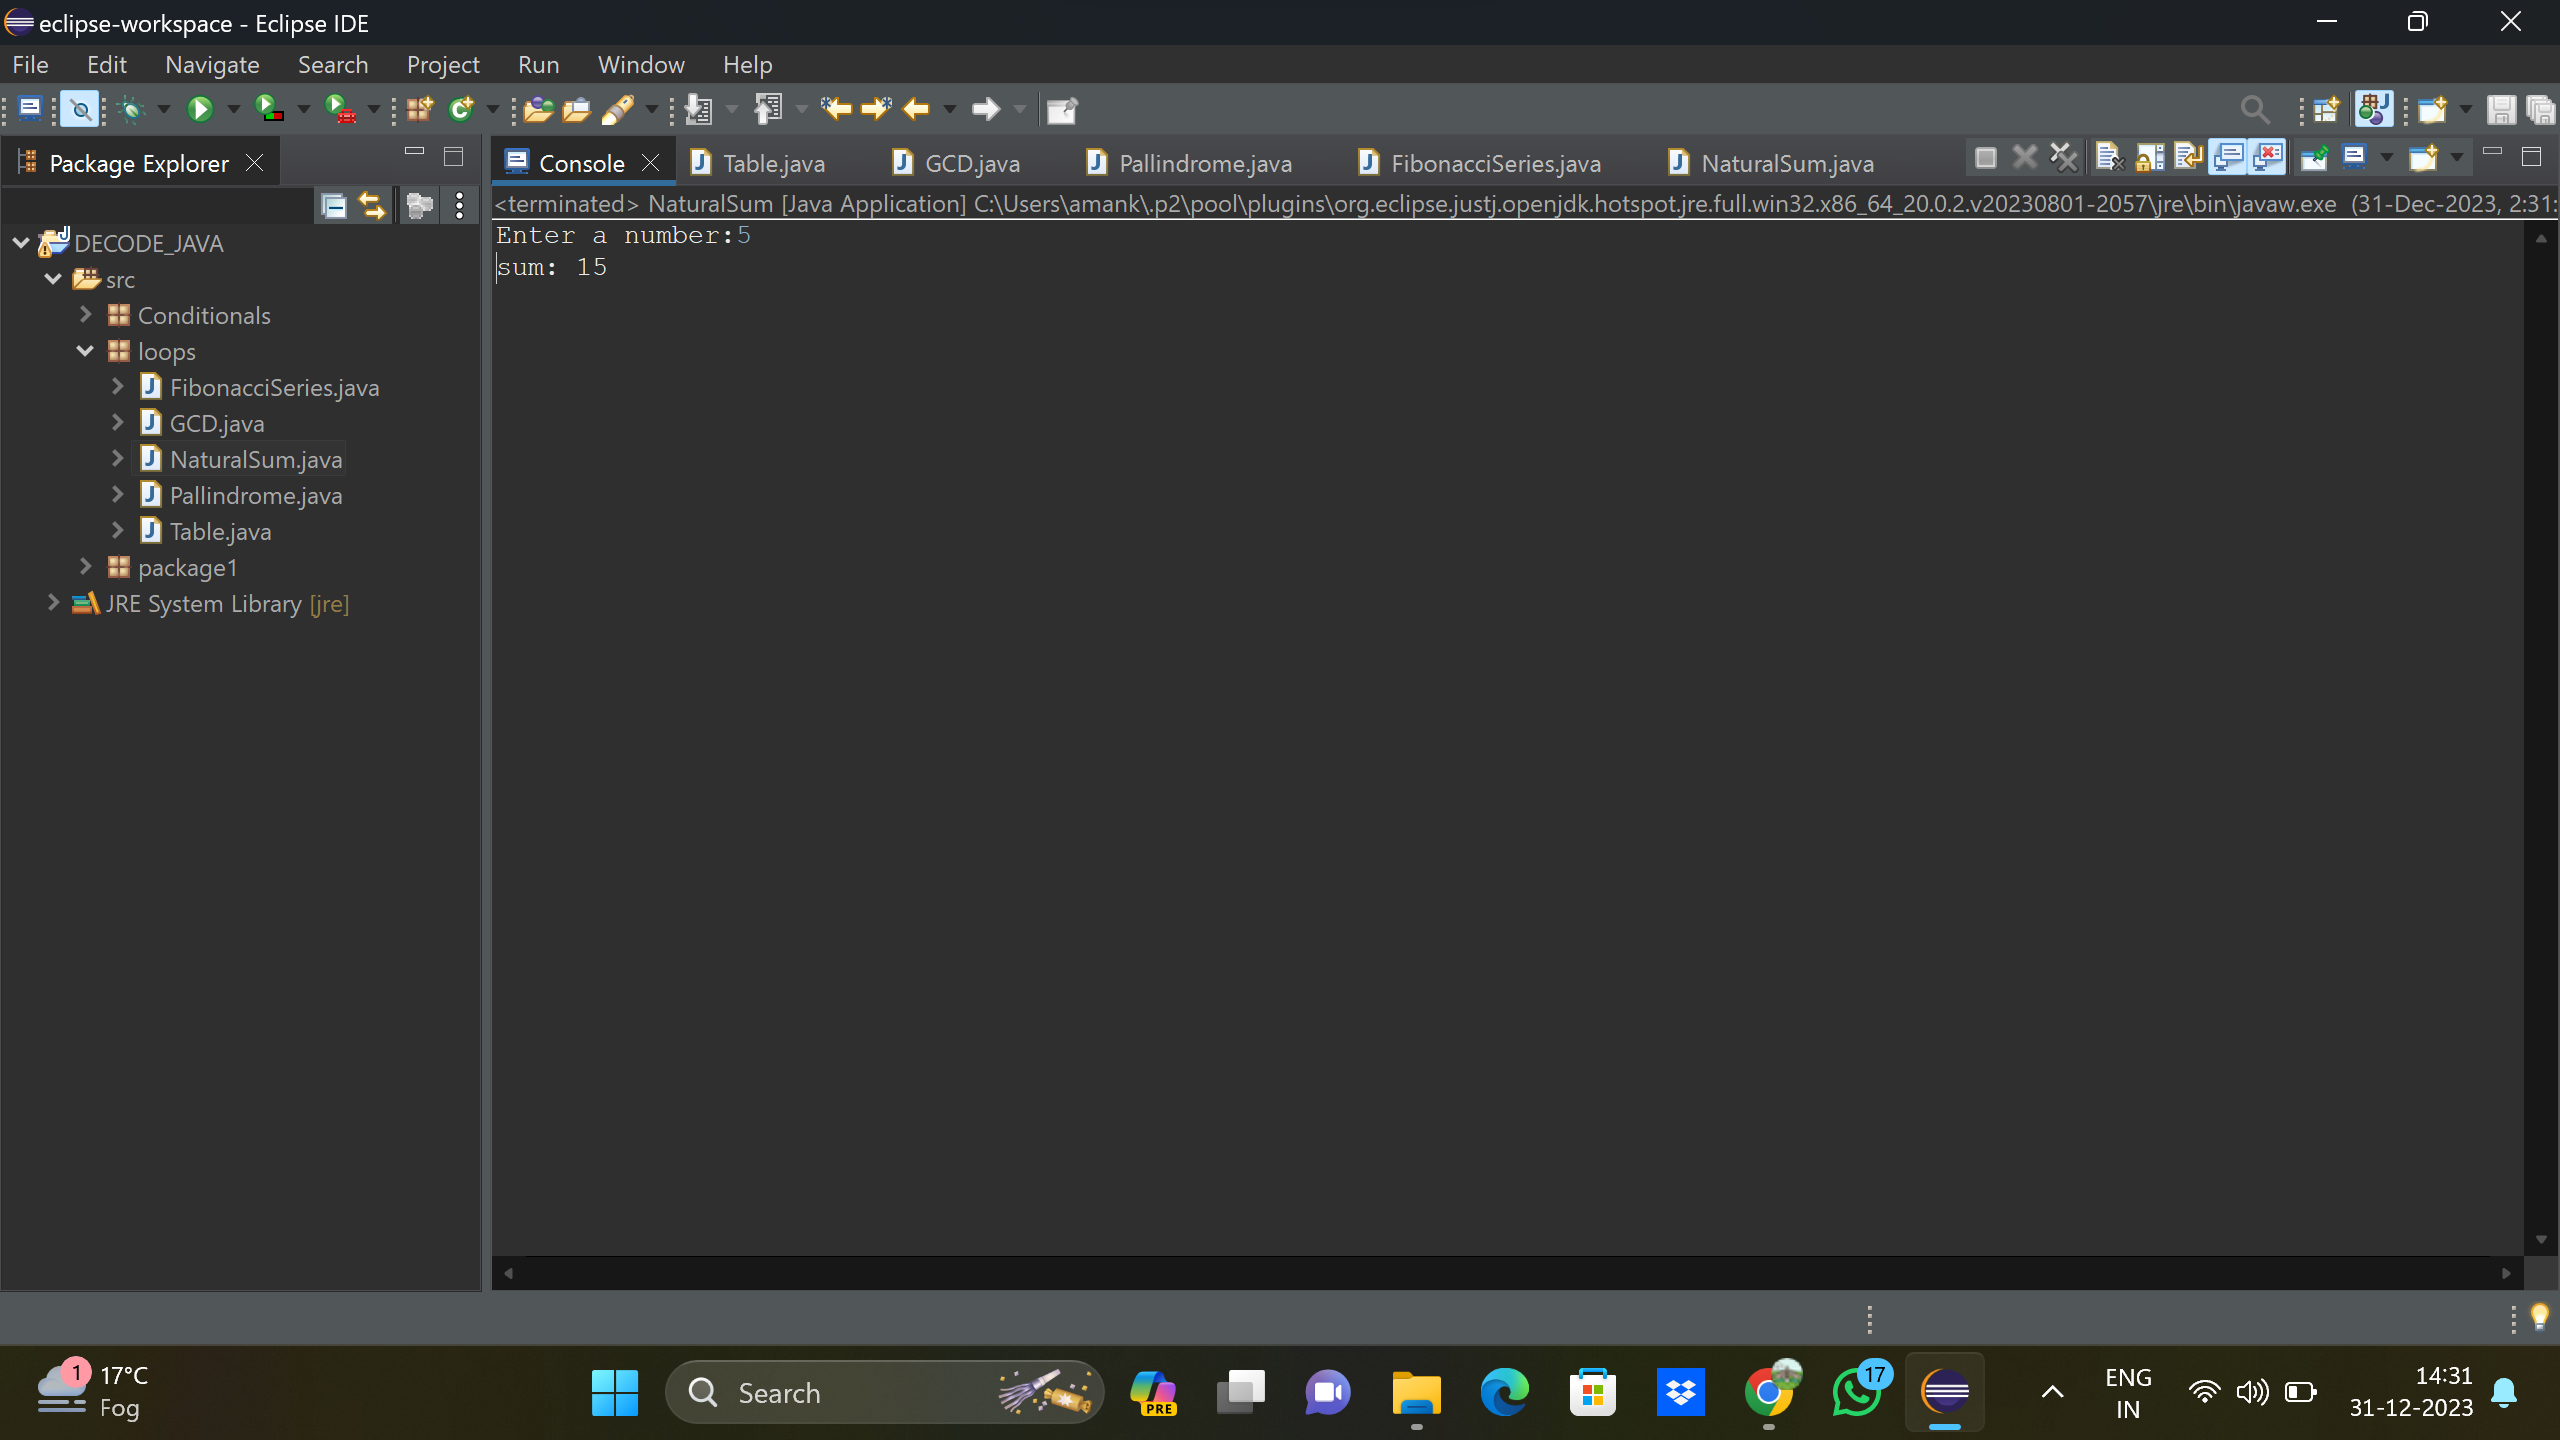 eclipse-workspace - Eclipse IDE
File Edit Navigate Search Project Run Window Help
Package Explorer
Console Table.java GCD.java Pallindrome.java FibonacciSeries.java NaturalSum.java
<terminated> NaturalSum [Java Application] C:\Users\amank\.p2\pool\plugins\org.eclipse.justj.openjdk.hotspot.jre.full.win32.x86_64_20.0.2.v20230801-2057\jre\bin\javaw.exe (31-Dec-2023, 2:31:
DECODE_JAVA
src
Conditionals
loops
FibonacciSeries.java
GCD.java
NaturalSum.java
Pallindrome.java
Table.java
package1
JRE System Library [jre]
Enter a number:5
sum: 15
1
17°C
Fog
Search
PRE
17
ENG
IN
14:31
31-12-2023